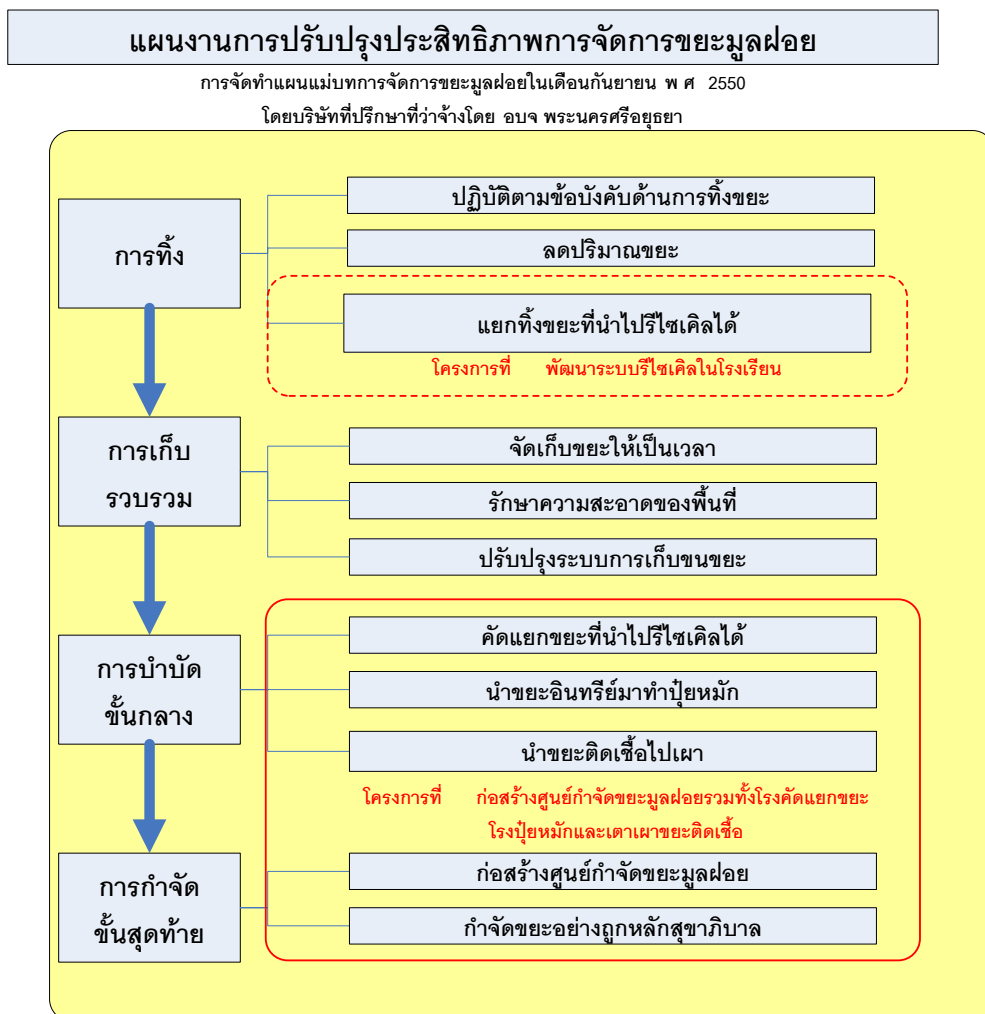 แผนงานการปรับปรุงประสิทธิภาพการจัดการขยะมูลฝอย
การจัดทำแผนแม่บทการจัดการขยะมูลฝอยในเดือนกันยายน พ ศ 2550
โดยบริษัทที่ปรึกษาที่ว่าจ้างโดย อบจ พระนครศรีอยุธยา
การทิ้ง
ปฏิบัติตามข้อบังคับด้านการทิ้งขยะ
ลดปริมาณขยะ
แยกทิ้งขยะที่นำไปรีไซเคิลได้
โครงการที่ พัฒนาระบบรีไซเคิลในโรงเรียน
การเก็บ
รวบรวม
จัดเก็บขยะให้เป็นเวลา
รักษาความสะอาดของพื้นที่
ปรับปรุงระบบการเก็บขนขยะ
การบำบัด
ขั้นกลาง
คัดแยกขยะที่นำไปรีไซเคิลได้
นำขยะอินทรีย์มาทำปุ๋ยหมัก
นำขยะติดเชื้อไปเผา
โครงการที่ ก่อสร้างศูนย์กำจัดขยะมูลฝอยรวมทั้งโรงคัดแยกขยะ
โรงปุ๋ยหมักและเตาเผาขยะติดเชื้อ
การกำจัด
ขั้นสุดท้าย
ก่อสร้างศูนย์กำจัดขยะมูลฝอย
กำจัดขยะอย่างถูกหลักสุขาภิบาล